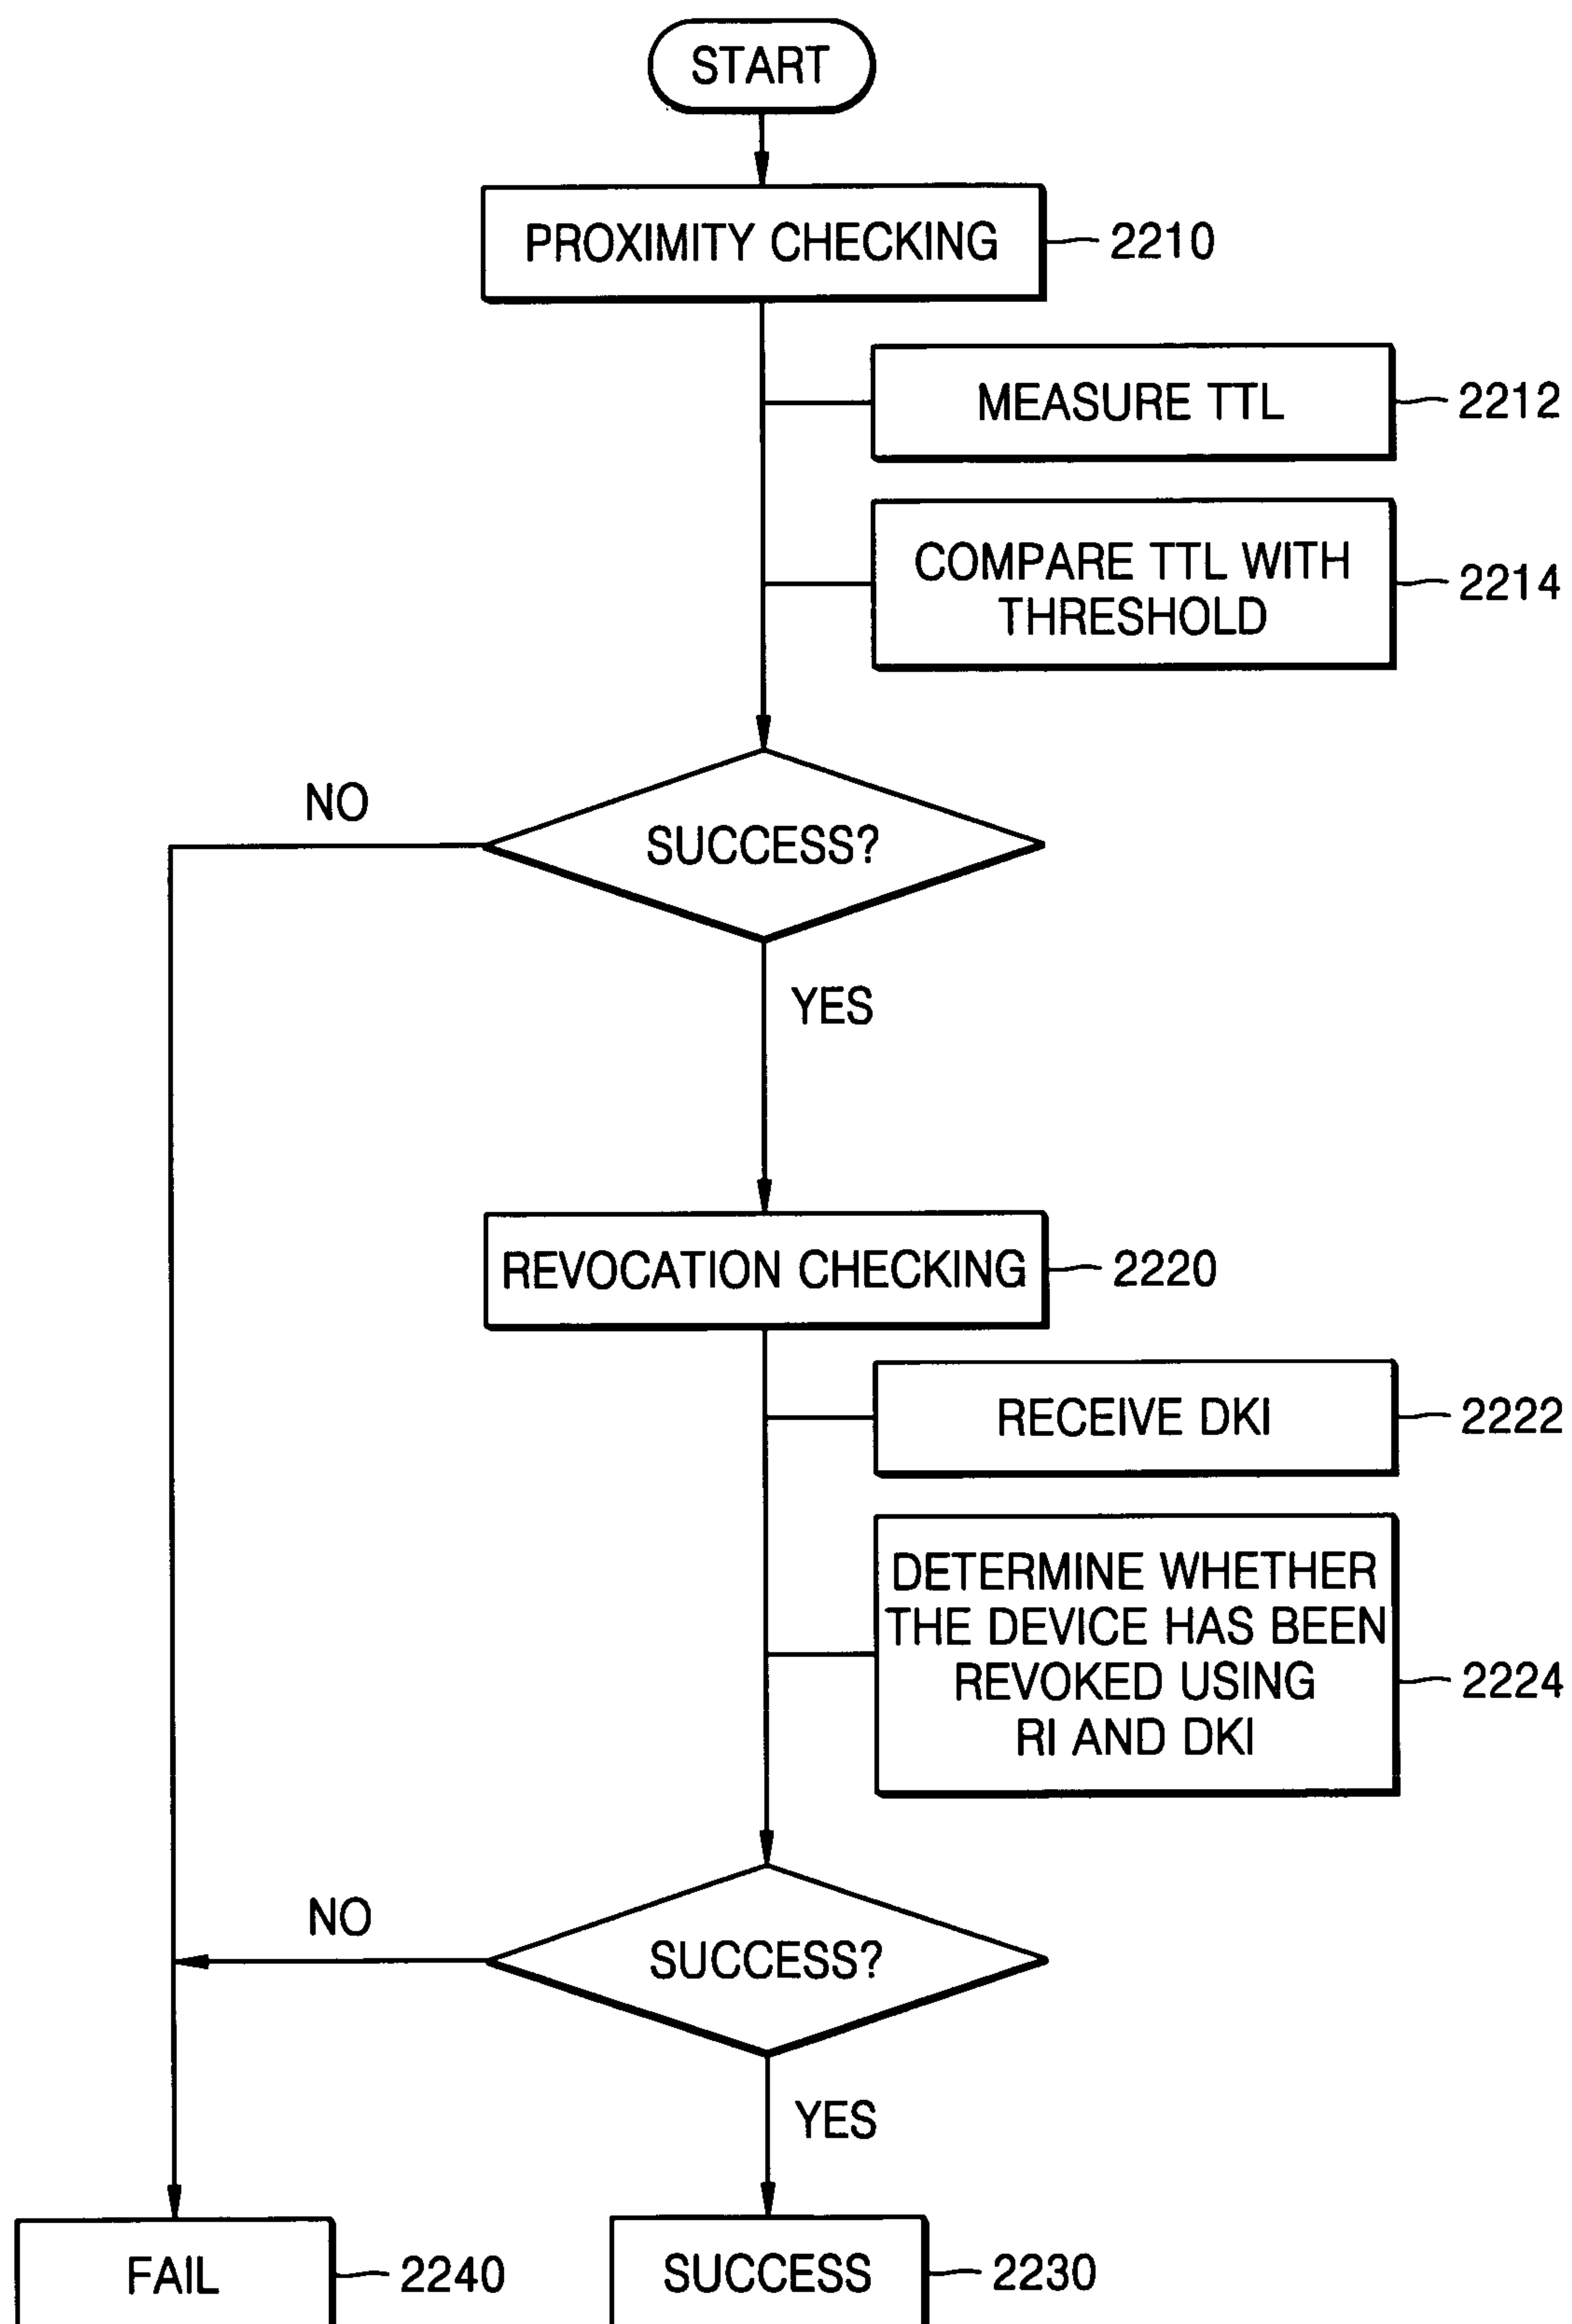 START
PROXIMITY CHECKING
2210
MEASURE TTL
2212
COMPARE TTL WITH
THRESHOLD
2214
NO
SUCCESS?
YES
REVOCATION CHECKING
2220
RECEIVE DKI
2222
DETERMINE WHETHER
THE DEVICE HAS BEEN
REVOKED USING
RI AND DKI
2224
NO
SUCCESS?
YES
FAIL
2240
SUCCESS
2230